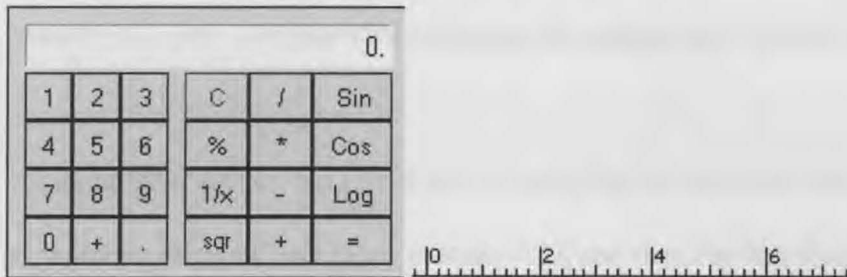 0.
1 2 3 C / Sin
4 5 6 % * Cos
7 8 9 1/x - Log
0 + . sqr + =
0 2 4 6